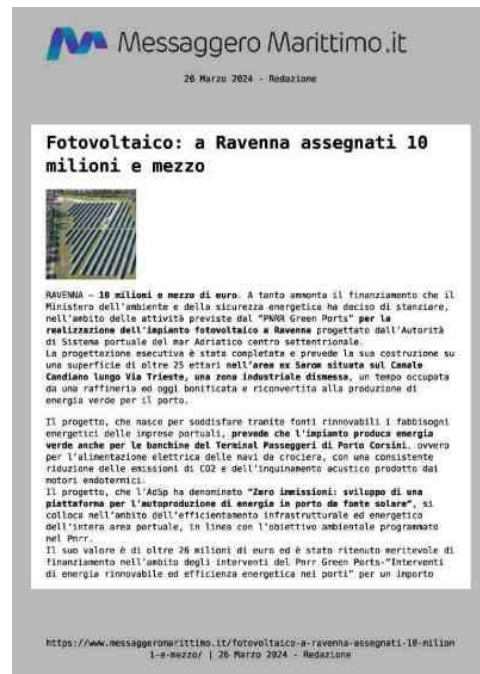 Messaggero Marittimo.it
26 Marzo 2024 - Redazione
Fotovoltaico: a Ravenna assegnati 10
milioni e mezzo
RAVENNA – 10 milioni e mezzo di euro. A tanto ammonta il finanziamento che il
Ministero dell'ambiente e della sicurezza energetica ha deciso di stanziare,
nell'ambito delle attività previste dal "PNRR Green Ports" per la
realizzazione dell'impianto fotovoltaico a Ravenna progettato dall'Autorità
di Sistema portuale del mar Adriatico centro settentrionale.
La progettazione esecutiva è stata completata e prevede la sua costruzione su
una superficie di oltre 25 ettari nell'area ex Sarom situata sul Canale
Candiano lungo Via Trieste, una zona industriale dismessa, un tempo occupata
da una raffineria ed oggi bonificata e riconvertita alla produzione di
energia verde per il porto.
Il progetto, che nasce per soddisfare tramite fonti rinnovabili i fabbisogni
energetici delle imprese portuali, prevede che l'impianto produca energia
verde anche per le banchine del Terminal Passeggeri di Porto Corsini, ovvero
per l'alimentazione elettrica delle navi da crociera, con una consistente
riduzione delle emissioni di CO2 e dell'inquinamento acustico prodotto dai
motori endotermici.
Il progetto, che l'AdSp ha denominato "Zero immissioni: sviluppo di una
piattaforma per l'autoproduzione di energia in porto da fonte solare", si
colloca nell'ambito dell'efficientamento infrastrutturale ed energetico
dell'intera area portuale, in linea con l'obiettivo ambientale programmato
nel Pnrr.
Il suo valore è di oltre 26 milioni di euro ed è stato ritenuto meritevole di
finanziamento nell'ambito degli interventi del Pnrr Green Ports-"Interventi
di energia rinnovabile ed efficienza energetica nei porti" per un importo
https://www.messaggeromarittimo.it/fotovoltaico-a-ravenna-assegnati-10-milion
i-e-mezzo/ | 26 Marzo 2024 - Redazione